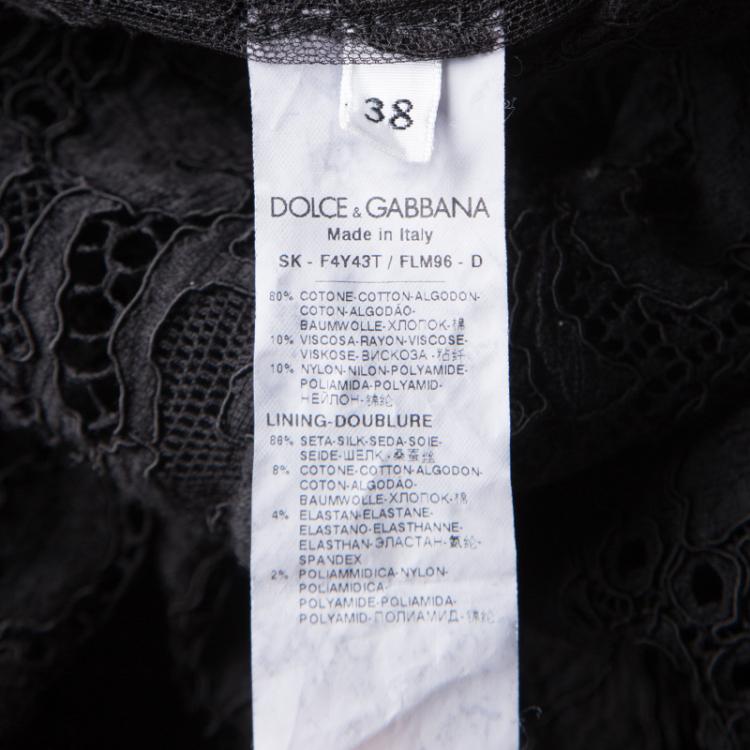 38
DOLCE & GABBANA
Made in Italy
SK - F4Y43T / FLM96 - D
80% COTONE-COTTON-ALGODON-
COTON-ALGODÃO-
BAUMWOLLE-ХЛОПОК-棉
10% VISCOSA-RAYON-VISCOSE-
VISKOSE-ВИСКОЗА-粘纤
10% NYLON-NILON-POLYAMIDE-
POLIAMIDA-POLYAMID-
НЕЙЛОН-锦纶
LINING-DOUBLURE
86% SETA-SILK-SEDA-SOIE-
SEIDE-ШЕЛК-桑蚕丝
8% COTONE-COTTON-ALGODON-
COTON-ALGODÃO-
BAUMWOLLE-ХЛОПОК-棉
4% ELASTAN-ELASTANE-
ELASTANO-ELASTHANNE-
ELASTHAN-ЭЛАСТАН-氨纶-
SPANDEX
2% POLIAMMIDICA-NYLON-
POLIAMIDICA-
POLYAMIDE-POLIAMIDA-
POLYAMID-ПОЛИАМИД-锦纶